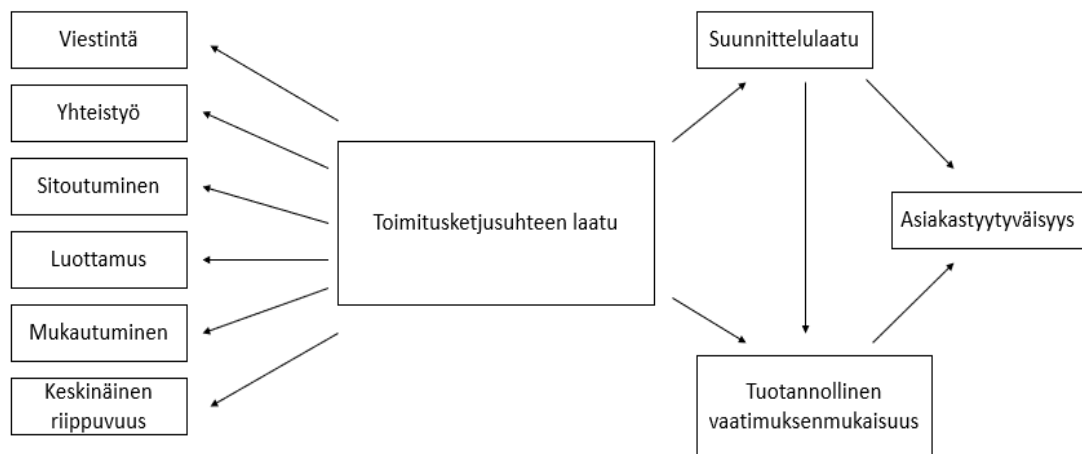 Viestintä
Yhteistyö
Sitoutuminen
Luottamus
Mukautuminen
Keskinäinen
riippuvuus
Toimitusketjusuhteen laatu
Suunnittelulaatu
Asiakastyytyväisyys
Tuotannollinen
vaatimuksenmukaisuus